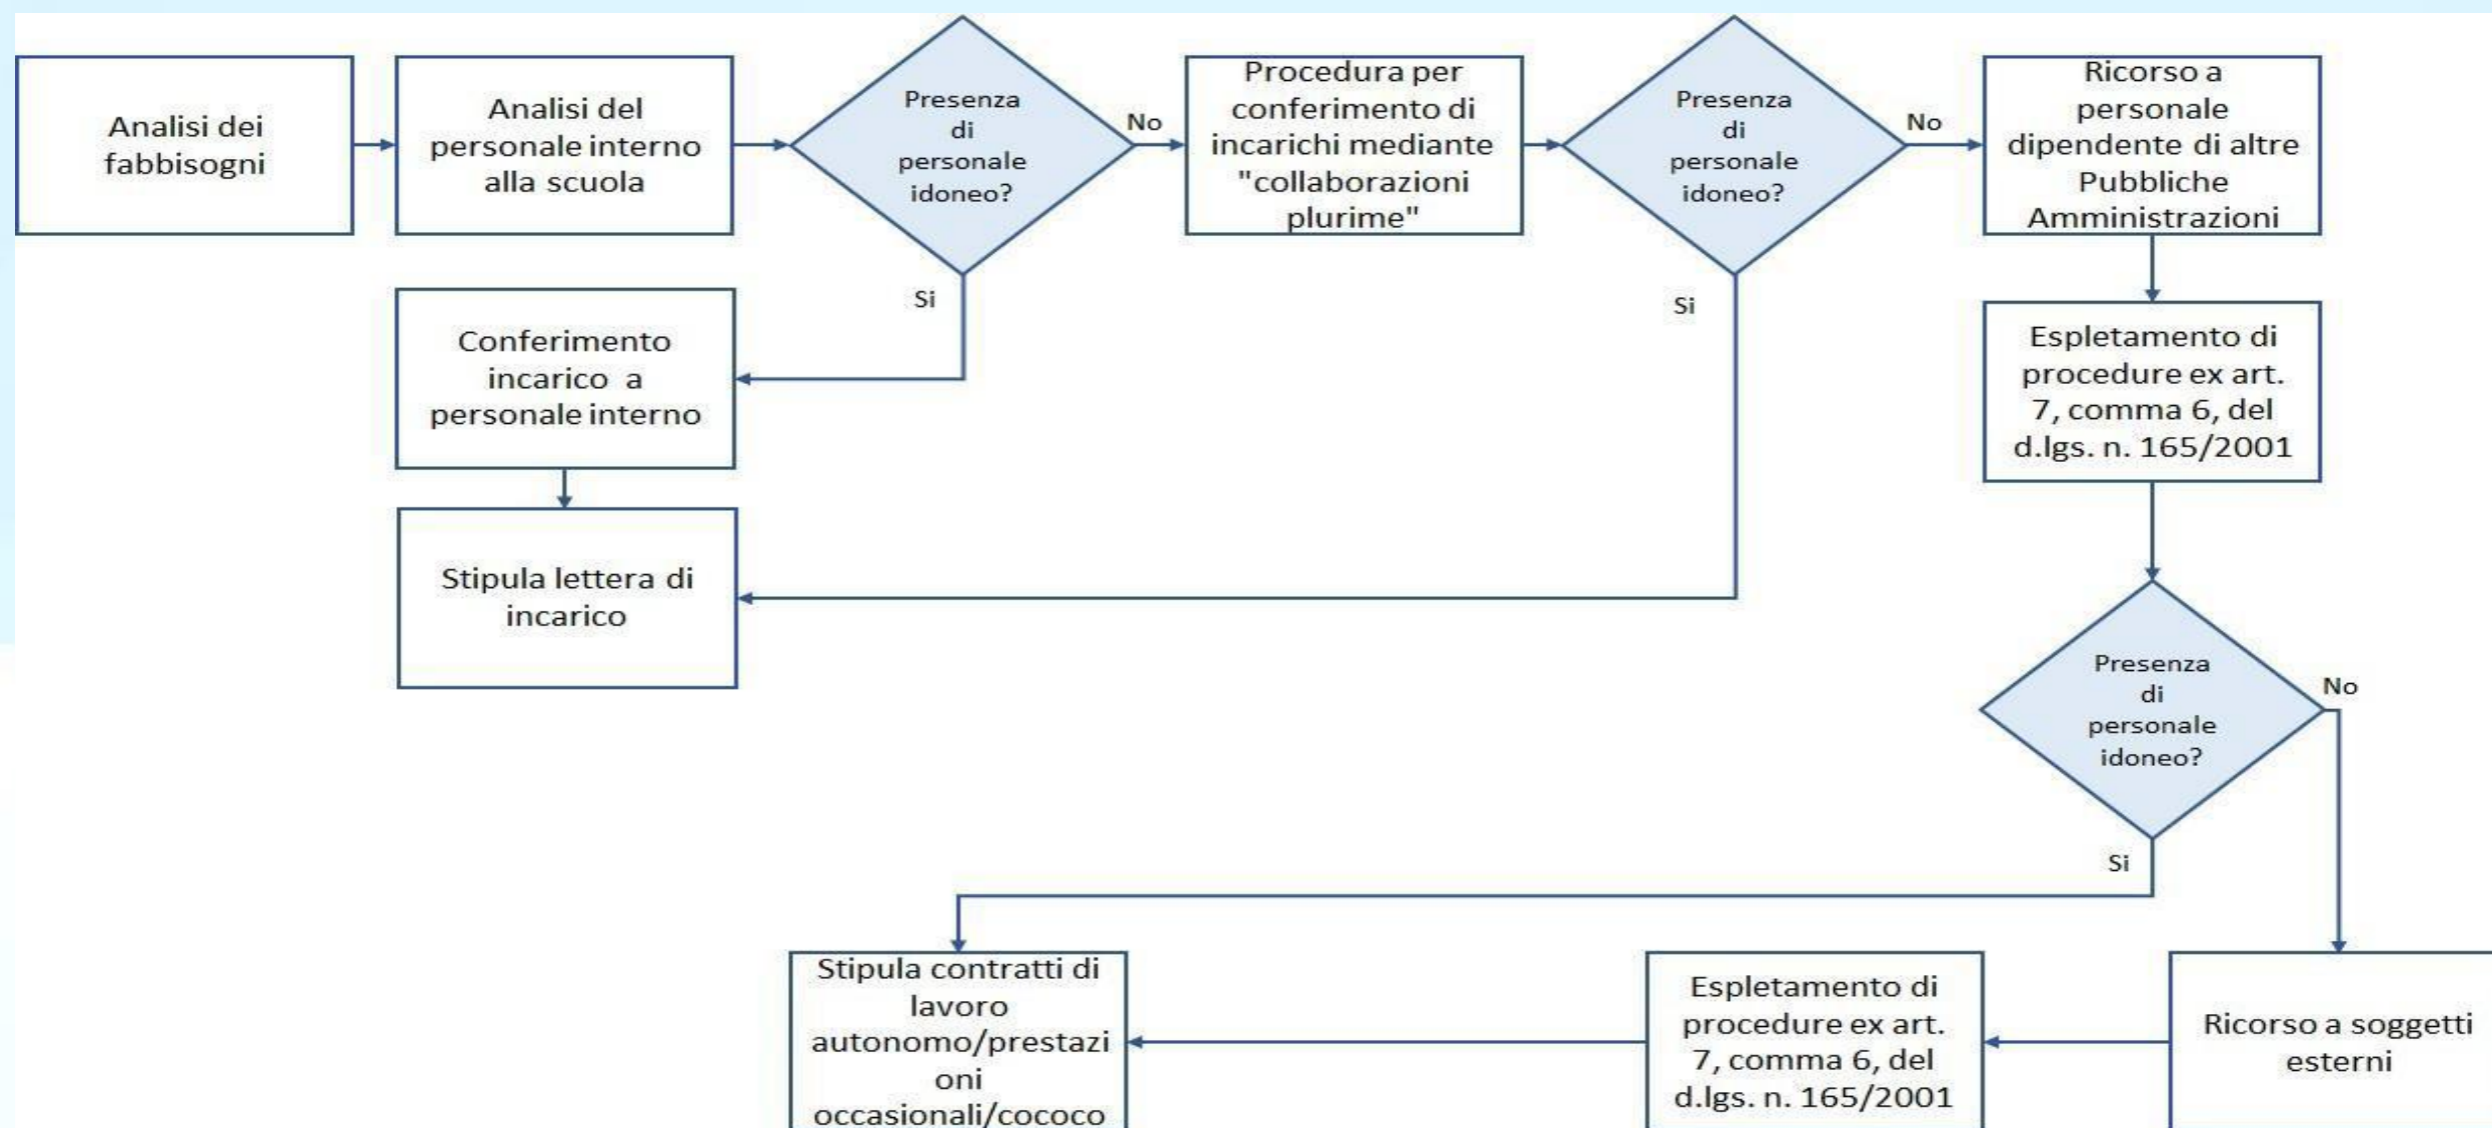 Analisi dei
fabbisogni
Analisi del
personale interno
alla scuola
Presenza
di
personale
idoneo?
No
Procedura per
conferimento di
incarichi mediante
"collaborazioni
plurime"
Presenza
di
personale
idoneo?
No
Ricorso a
personale
dipendente di altre
Pubbliche
Amministrazioni
Si
Si
Conferimento
incarico a
personale interno
Espletamento di
procedure ex art.
7, comma 6, del
d.lgs. n. 165/2001
Stipula lettera di
incarico
Presenza
di
personale
idoneo?
No
Si
Stipula contratti di
lavoro
autonomo/prestazi
oni
occasionali/cococo
Espletamento di
procedure ex art.
7, comma 6, del
d.lgs. n. 165/2001
Ricorso a soggetti
esterni